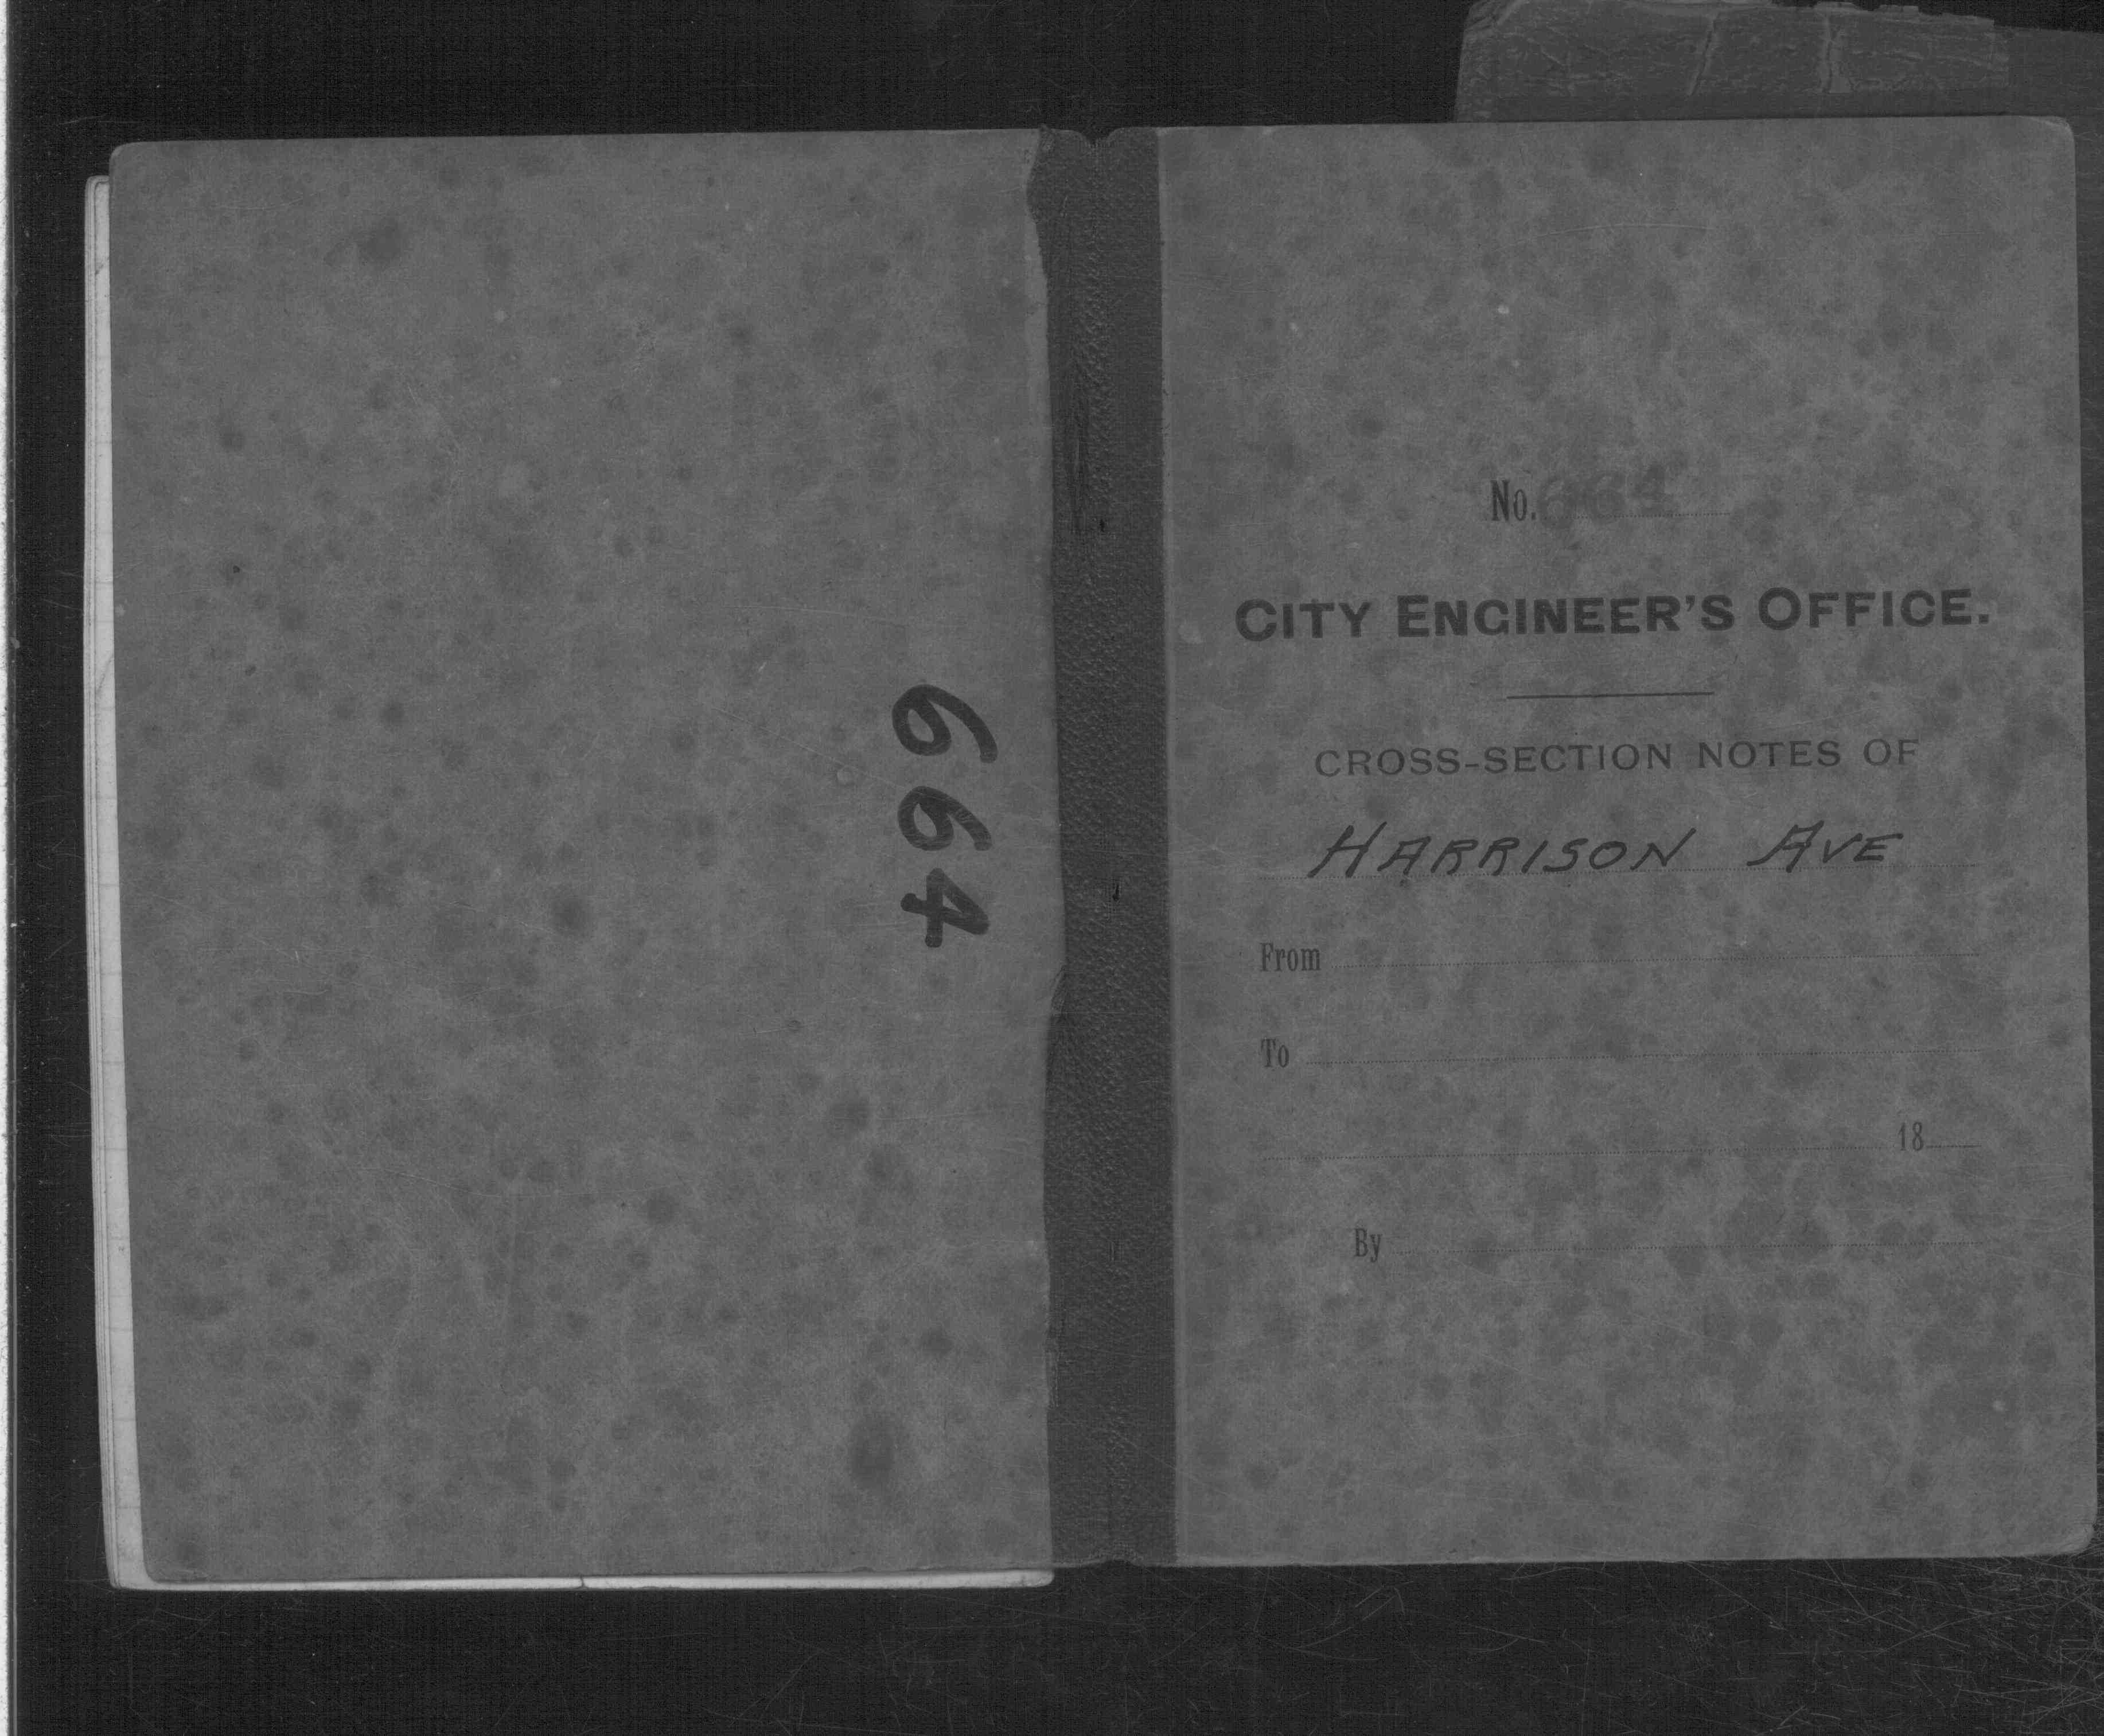 664
No. 664
CITY ENGINEER'S OFFICE.
CROSS-SECTION NOTES OF
HARRISON AVE
From
To
18
By